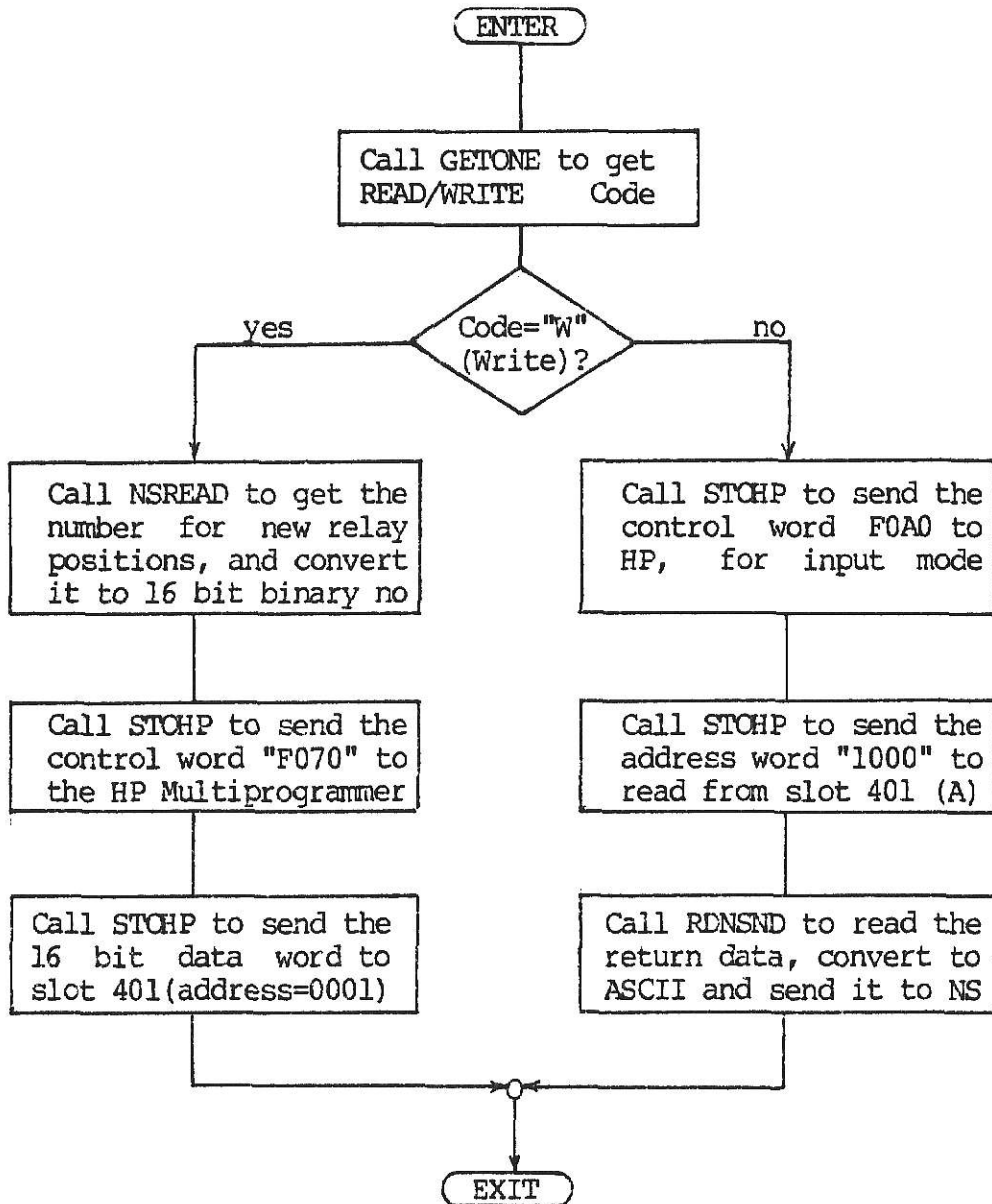 ENTER
Call GETONE to get
READ/WRITE Code
Code="W"
(Write)?
yes
no
Call NSREAD to get the
number for new relay
positions, and convert
it to 16 bit binary no
Call STOHP to send the
control word "F070" to
the HP Multiprogrammer
Call STOHP to send the
16 bit data word to
slot 401(address=0001)
Call STOHP to send the
control word F0A0 to
HP, for input mode
Call STOHP to send the
address word "1000" to
read from slot 401 (A)
Call RDNSND to read the
return data, convert to
ASCII and send it to NS
EXIT